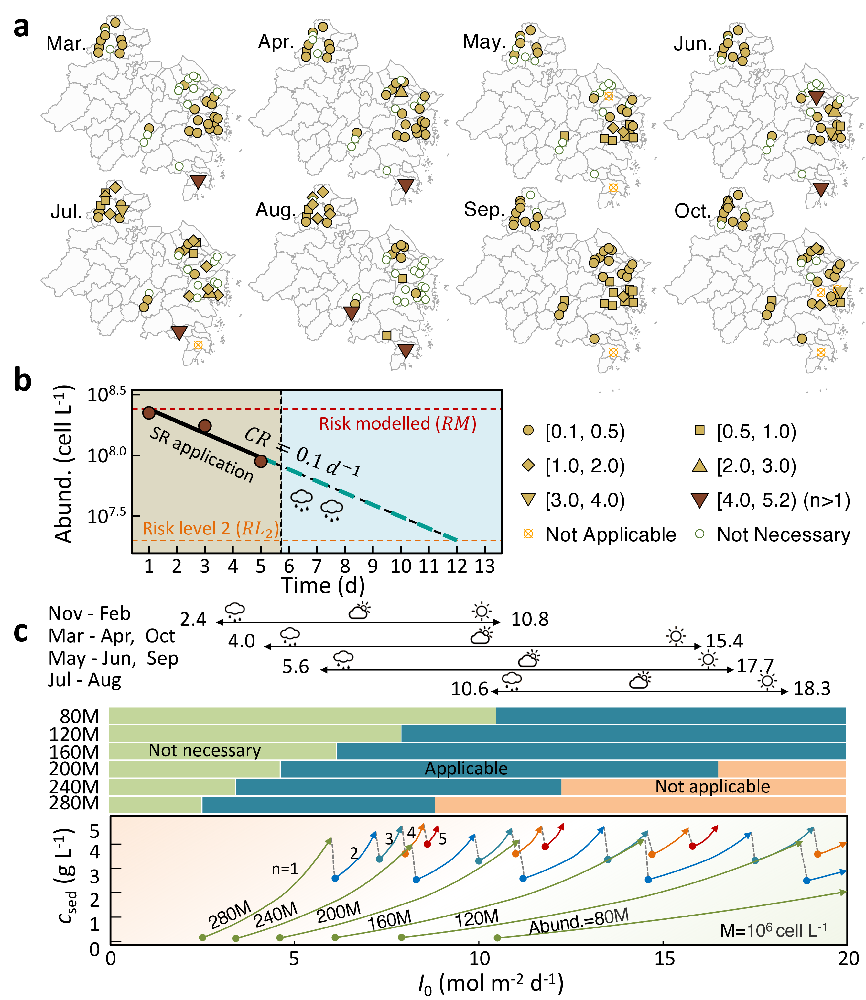 a
Mar.
Apr.
May.
Jun.
Jul.
Aug.
Sep.
Oct.
b
Abund. (cell L-1)
10^8.5
10^8.0
10^7.5
Risk modelled (RM)
SR application
CR = 0.1 d−1
Risk level 2 (RL2)
1 2 3 4 5 6 7 8 9 10 11 12 13
Time (d)
[0.1, 0.5)
[0.5, 1.0)
[1.0, 2.0)
[2.0, 3.0)
[3.0, 4.0)
[4.0, 5.2) (n>1)
Not Applicable
Not Necessary
c
Nov - Feb
2.4
10.8
Mar - Apr, Oct
4.0
15.4
May - Jun, Sep
5.6
17.7
Jul - Aug
10.6
18.3
80M
120M
160M
Not necessary
200M
Applicable
240M
Not applicable
280M
csed (g L-1)
5
4
3
2
1
0
n=1
2
3
4
5
280M
240M
200M
160M
120M
Abund.=80M
M=10^6 cell L-1
0 5 10 15 20
I0 (mol m-2 d-1)